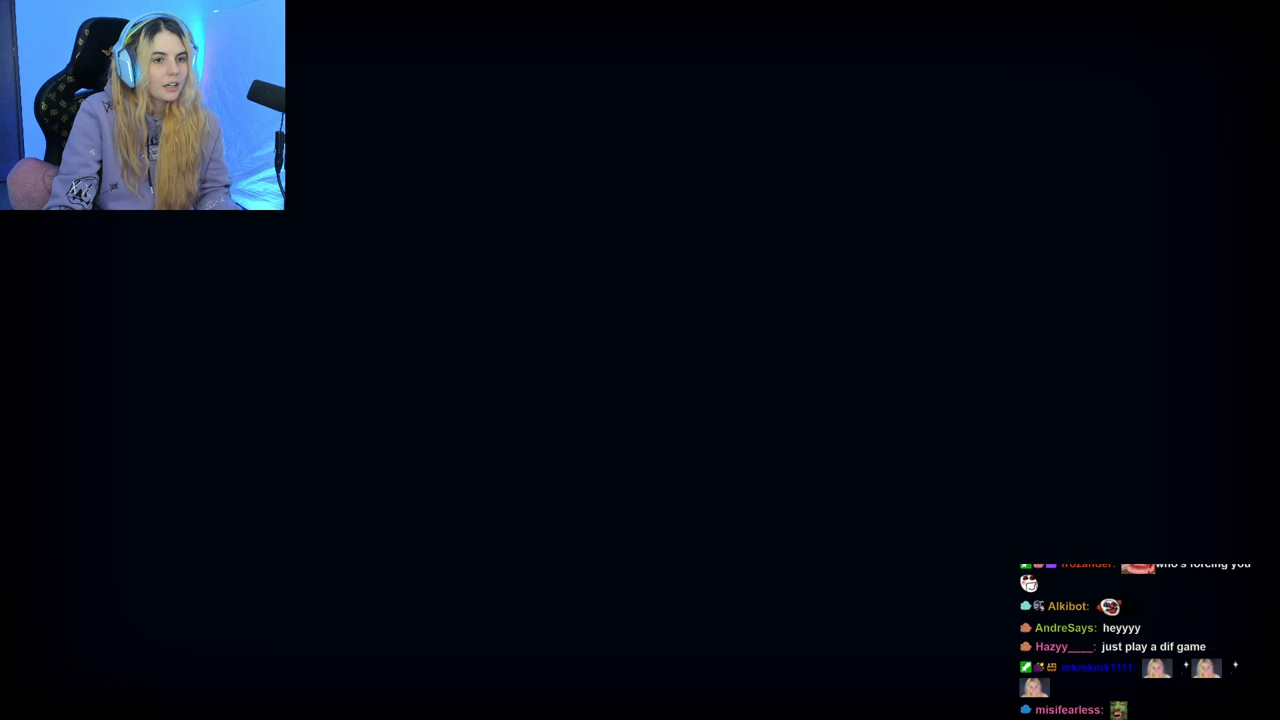 who's forcing you
Alkibot:
AndreSays: heyyyy
Hazyy____: just play a dif game
misifearless: